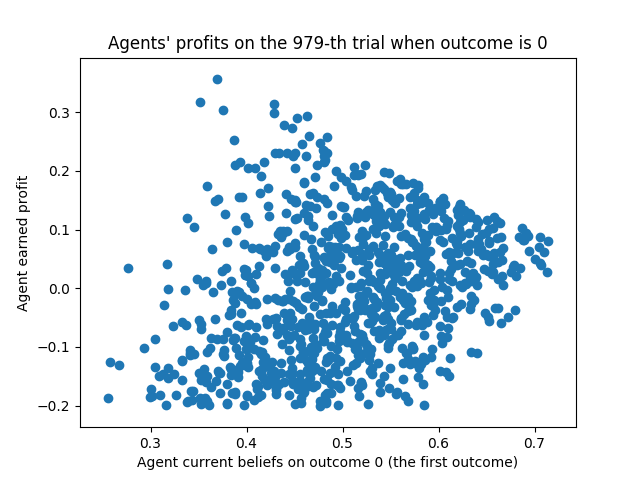 Agents' profits on the 979-th trial when outcome is 0
Agent earned profit
0.3
0.2
0.1
0.0
−0.1
−0.2
0.3 0.4 0.5 0.6 0.7
Agent current beliefs on outcome 0 (the first outcome)